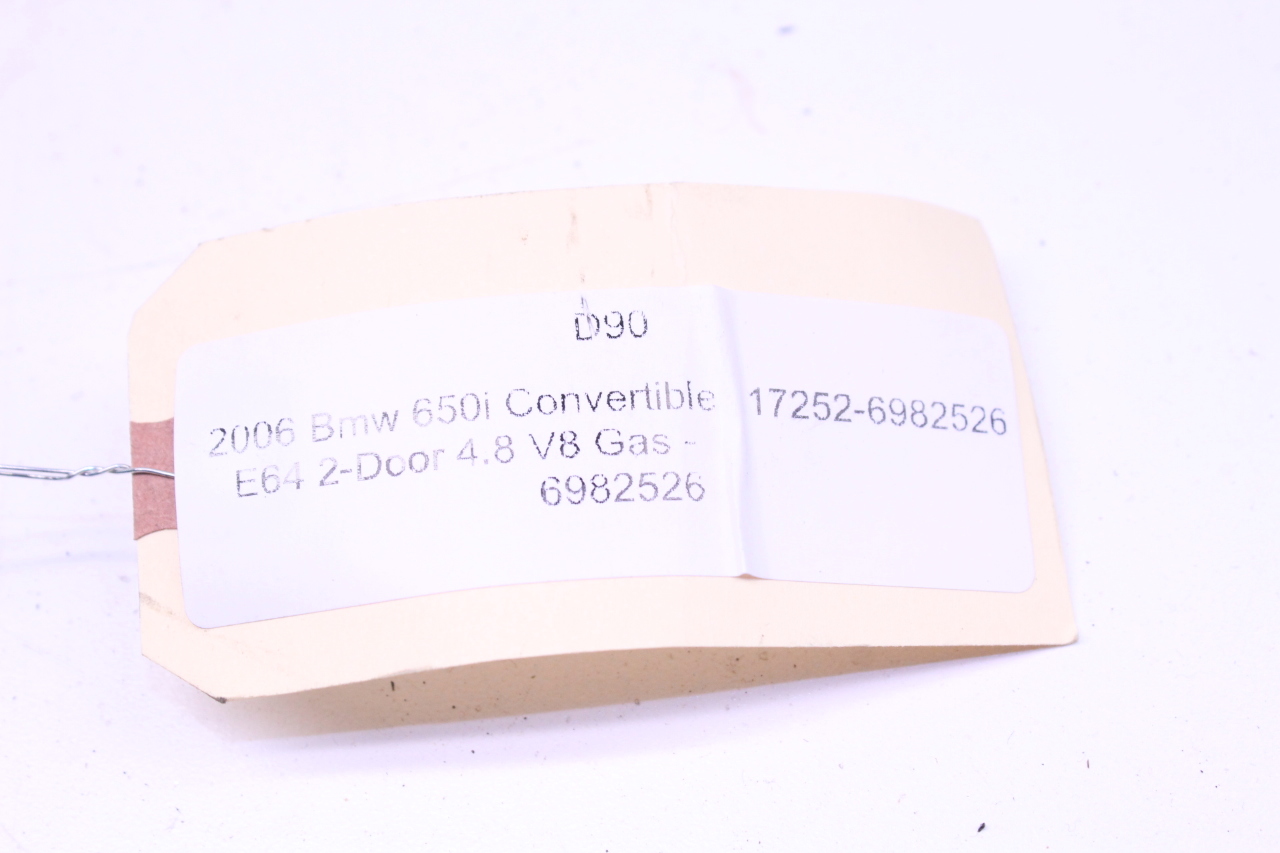 D90
2006 Bmw 650i Convertible 17252-6982526
E64 2-Door 4.8 V8 Gas -
6982526